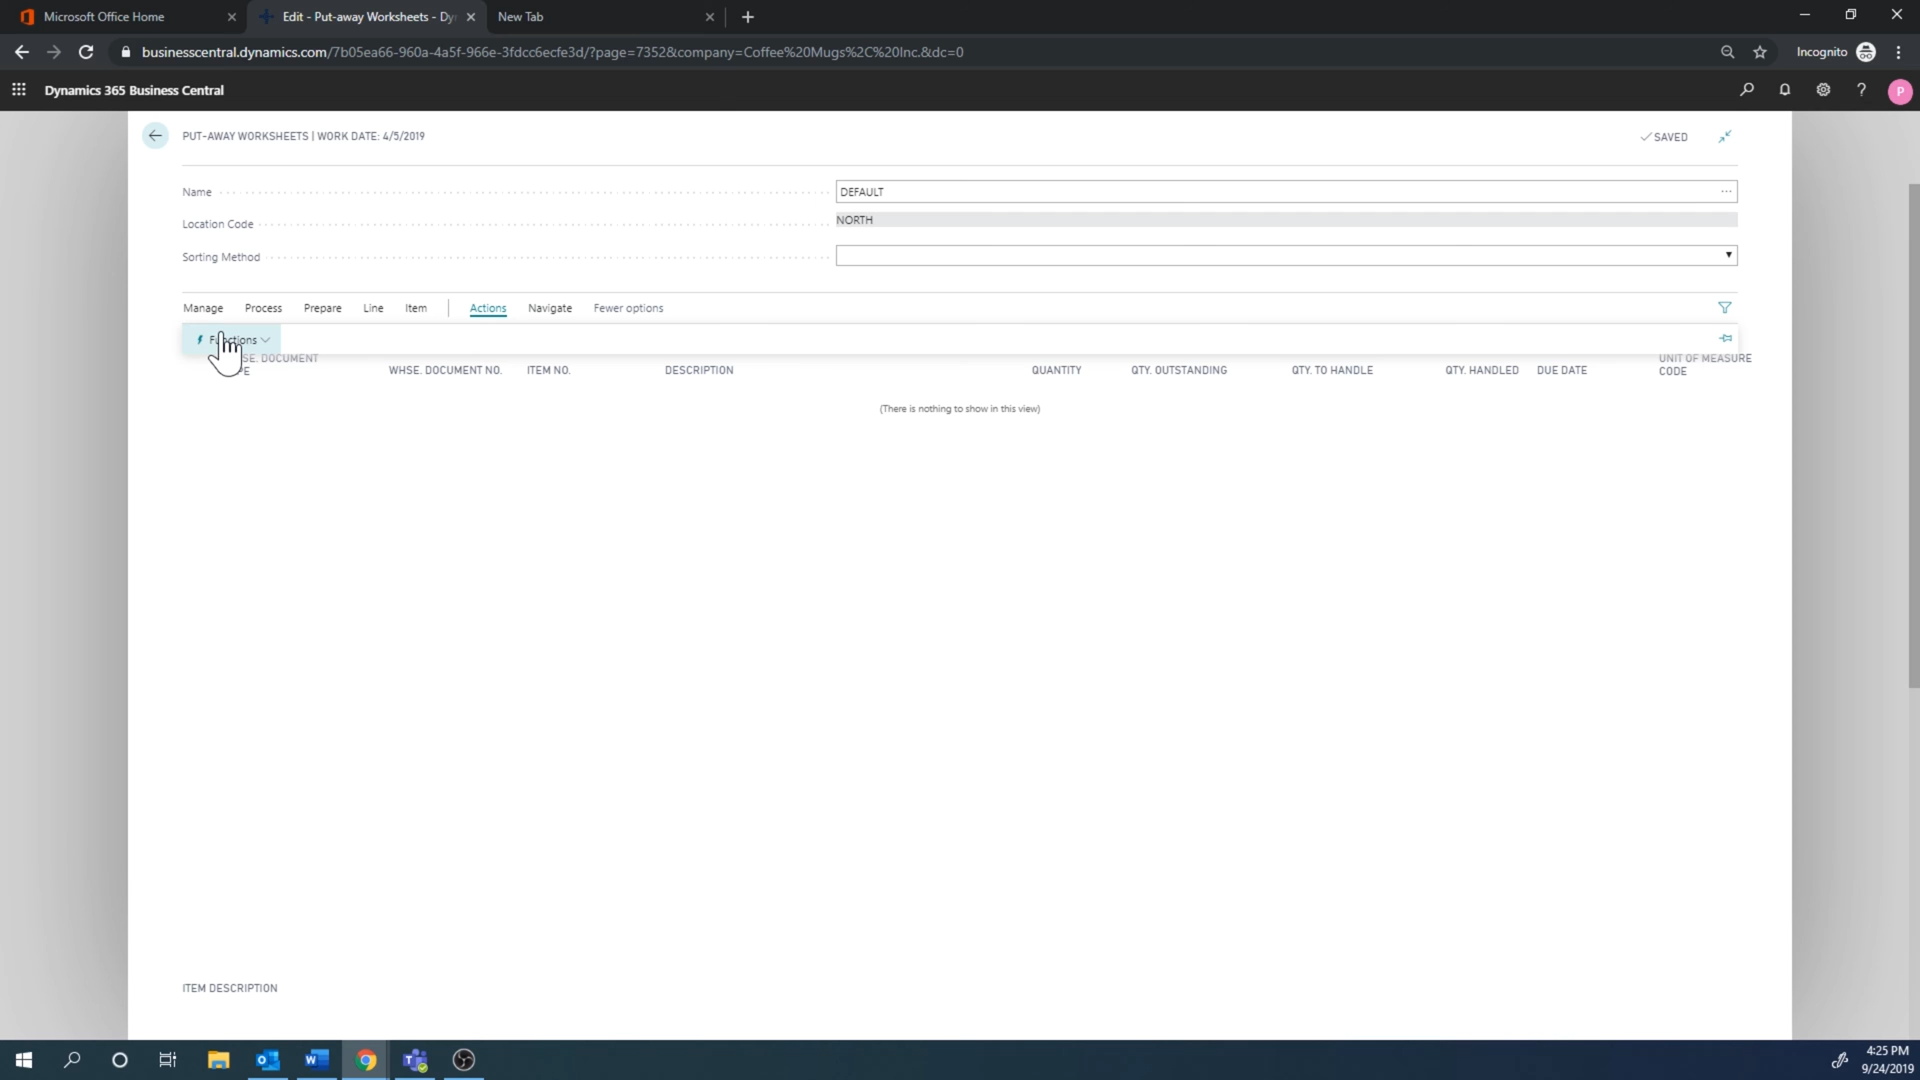 Microsoft Office Home
Edit - Put-away Worksheets - Dyn
New Tab
businesscentral.dynamics.com/7b05ea66-960a-4a5f-966e-3fdcc6ecfe3d/?page=7352&company=Coffee%20Mugs%2C%20Inc.&dc=0
Incognito
Dynamics 365 Business Central
?
P
PUT-AWAY WORKSHEETS | WORK DATE: 4/5/2019
SAVED
Name
DEFAULT
Location Code
NORTH
Sorting Method
Manage
Process
Prepare
Line
Item
Actions
Navigate
Fewer options
Functions
DOCUMENT
WHSE. DOCUMENT NO.
ITEM NO.
DESCRIPTION
QUANTITY
QTY. OUTSTANDING
QTY. TO HANDLE
QTY. HANDLED
DUE DATE
UNIT OF MEASURE
CODE
(There is nothing to show in this view)
ITEM DESCRIPTION
4:25 PM
9/24/2019